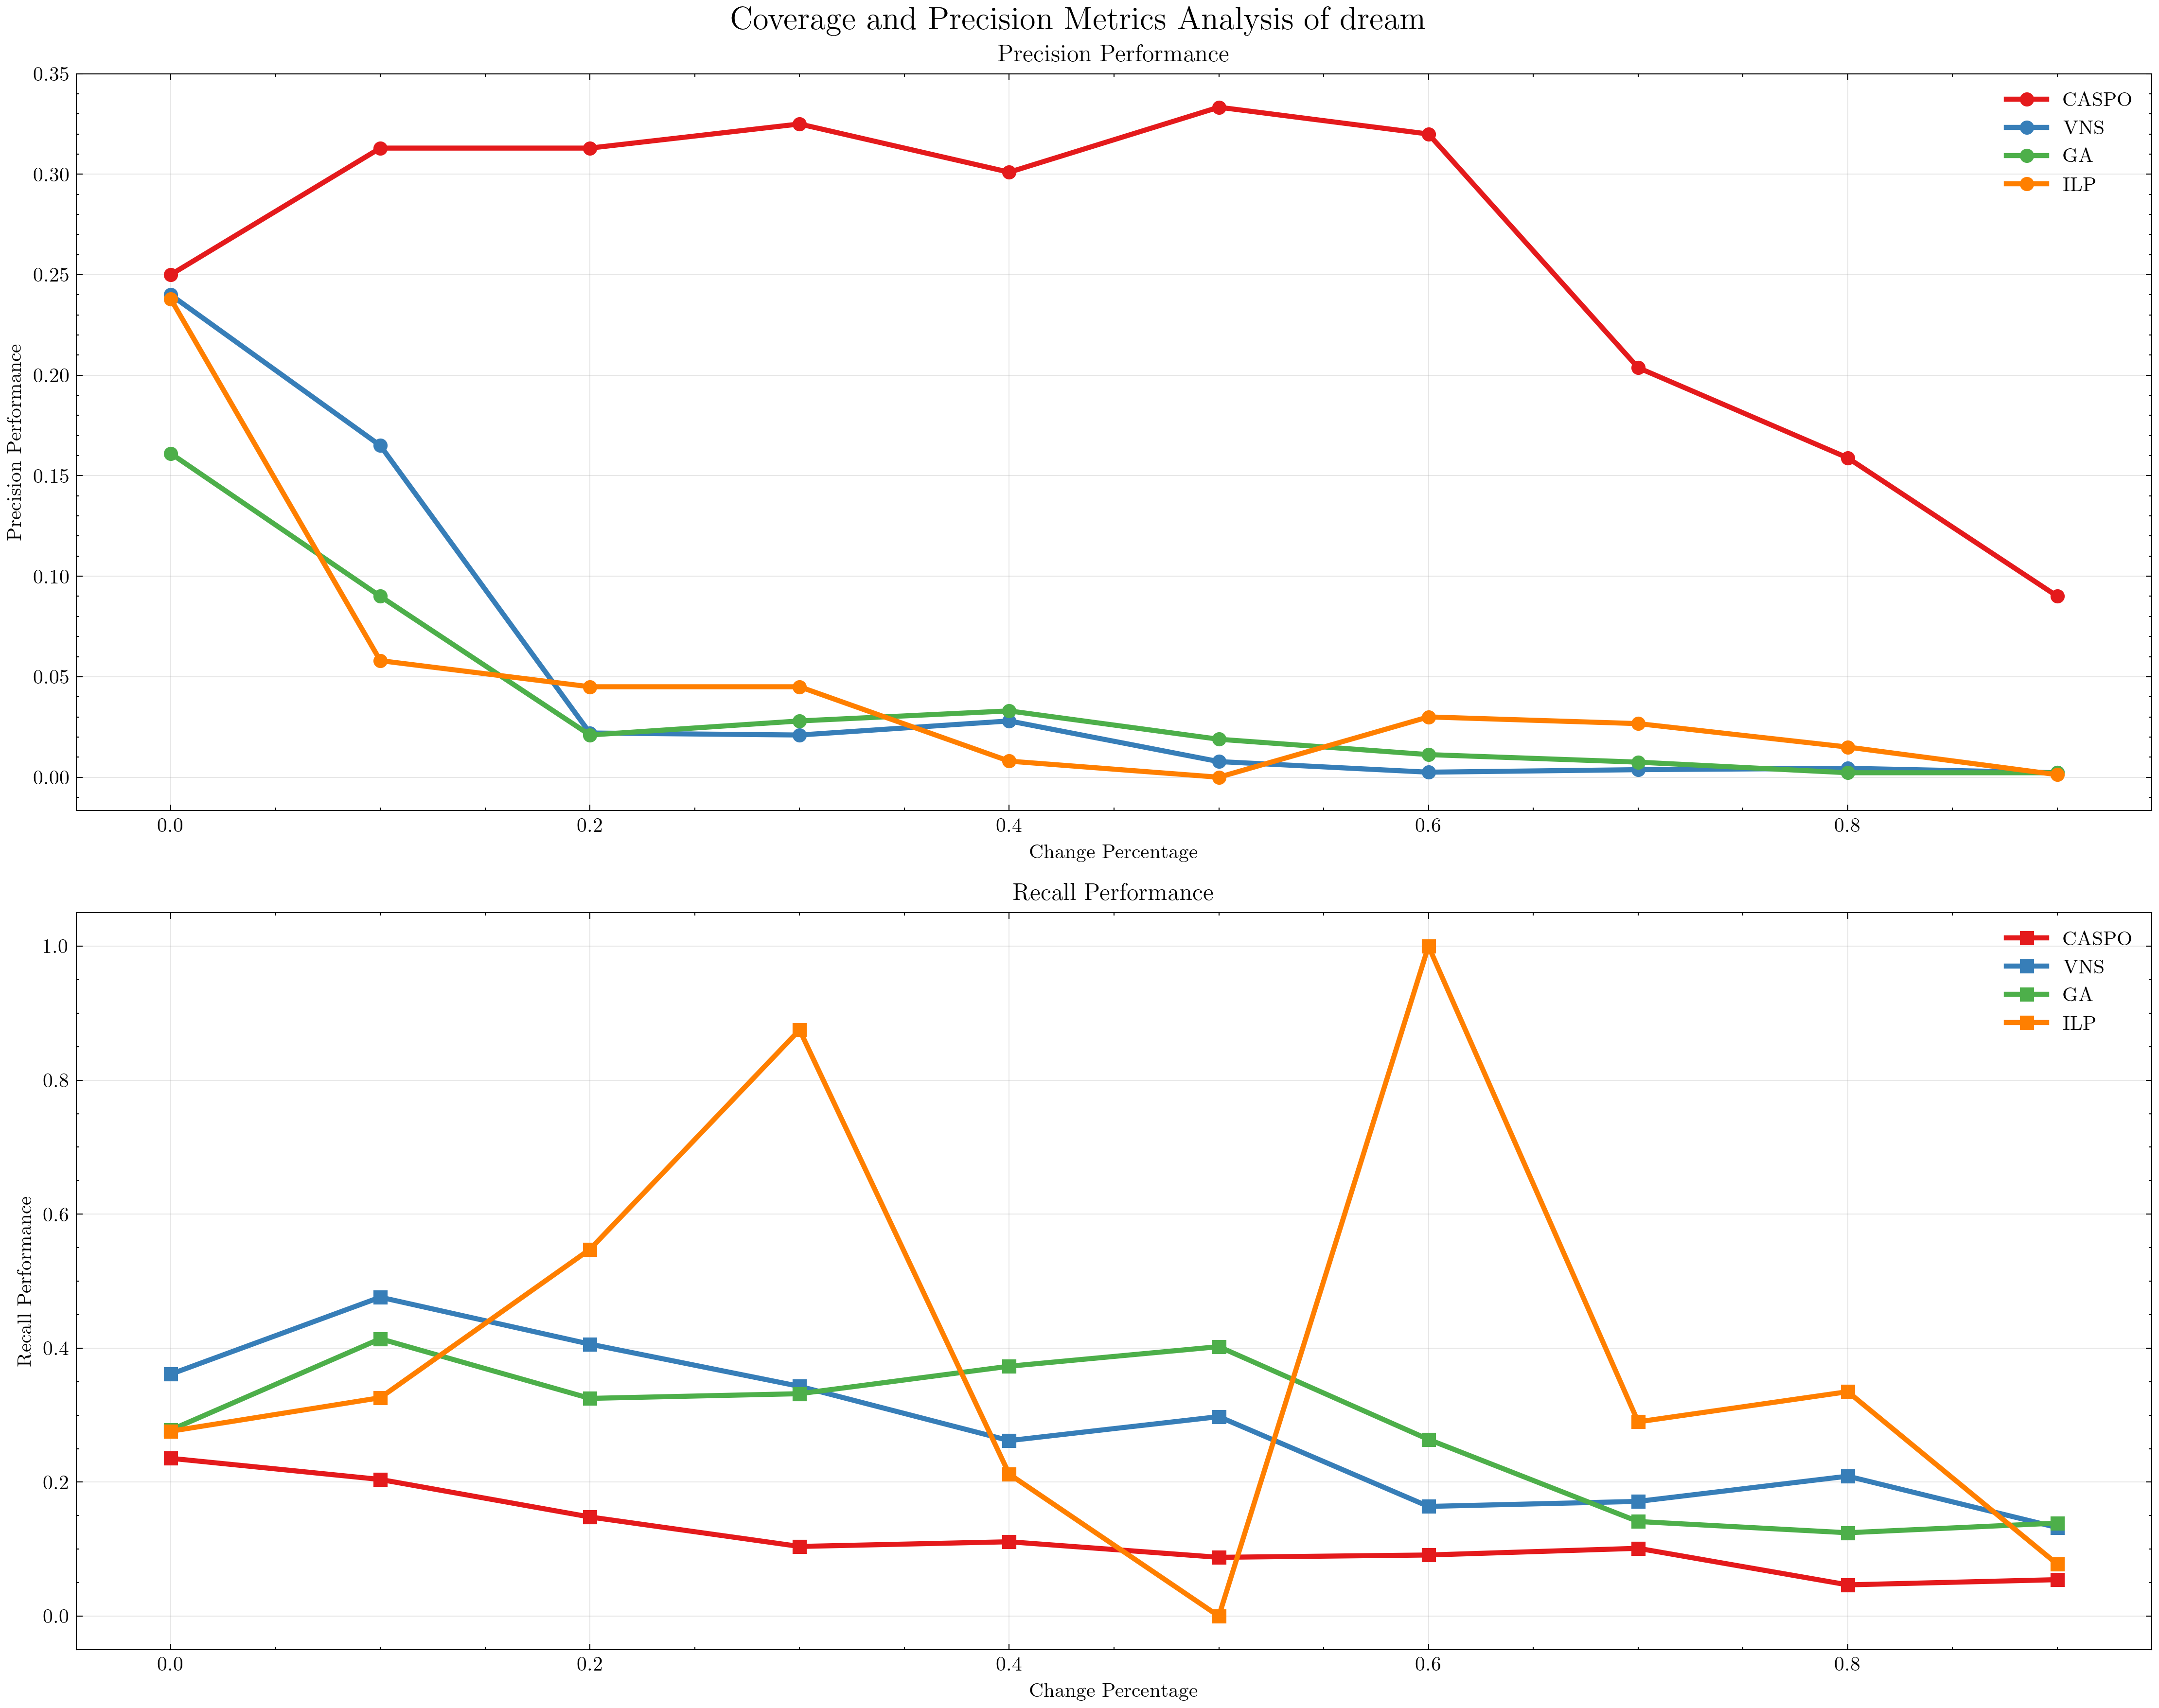 Coverage and Precision Metrics Analysis of dream
Precision Performance
0.35
0.30
0.25
0.20
0.15
0.10
0.05
0.00
Precision Performance
CASPO
VNS
GA
ILP
0.0 0.2 0.4 0.6 0.8
Change Percentage
Recall Performance
1.0
0.8
0.6
0.4
0.2
0.0
Recall Performance
CASPO
VNS
GA
ILP
0.0 0.2 0.4 0.6 0.8
Change Percentage